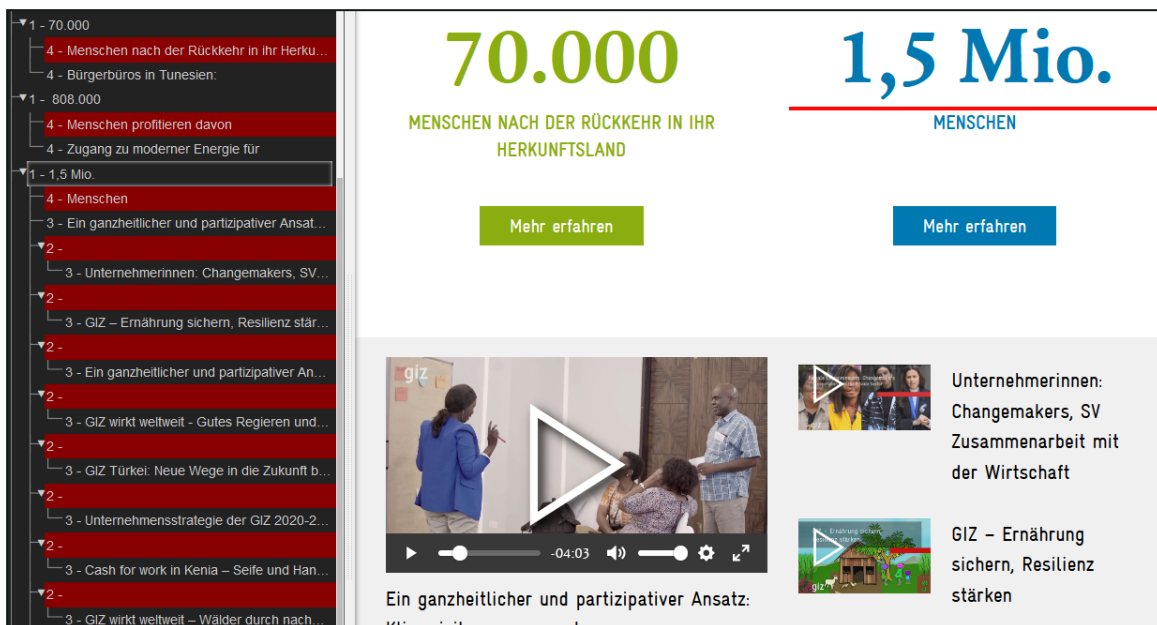 1 - 70.000
4 - Menschen nach der Rückkehr in ihr Herku...
4 - Bürgerbüros in Tunesien:
1 - 808.000
4 - Menschen profitieren davon
4 - Zugang zu moderner Energie für
1 - 1,5 Mio.
4 - Menschen
3 - Ein ganzheitlicher und partizipativer Ansat...
2 -
3 - Unternehmerinnen: Changemakers, SV...
2 -
3 - GIZ – Ernährung sichern, Resilienz stär...
2 -
3 - Ein ganzheitlicher und partizipativer An...
2 -
3 - GIZ wirkt weltweit - Gutes Regieren und...
2 -
3 - GIZ Türkei: Neue Wege in die Zukunft b...
2 -
3 - Unternehmensstrategie der GIZ 2020-2...
2 -
3 - Cash for work in Kenia – Seife und Han...
2 -
3 - GIZ wirkt weltweit – Wälder durch nach...
70.000
MENSCHEN NACH DER RÜCKKEHR IN IHR
HERKUNFTSLAND
Mehr erfahren
1,5 Mio.
MENSCHEN
Mehr erfahren
giz
-04:03
Ein ganzheitlicher und partizipativer Ansatz:
Unternehmerinnen:
Changemakers, SV
Zusammenarbeit mit
der Wirtschaft
– Ernährung sichern,
Resilienz stärken
giz
GIZ – Ernährung
sichern, Resilienz
stärken